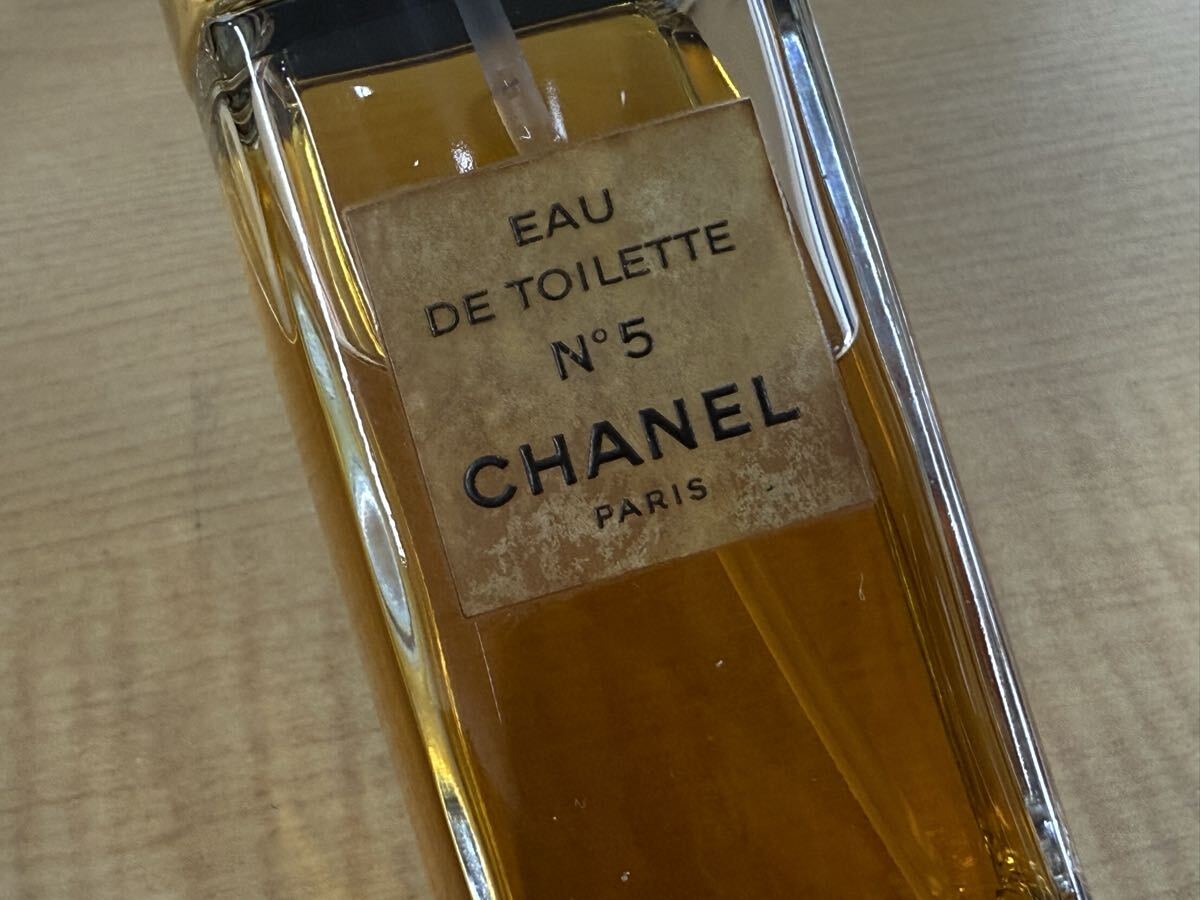 EAU
DE TOILETTE
N°5
CHANEL
PARIS